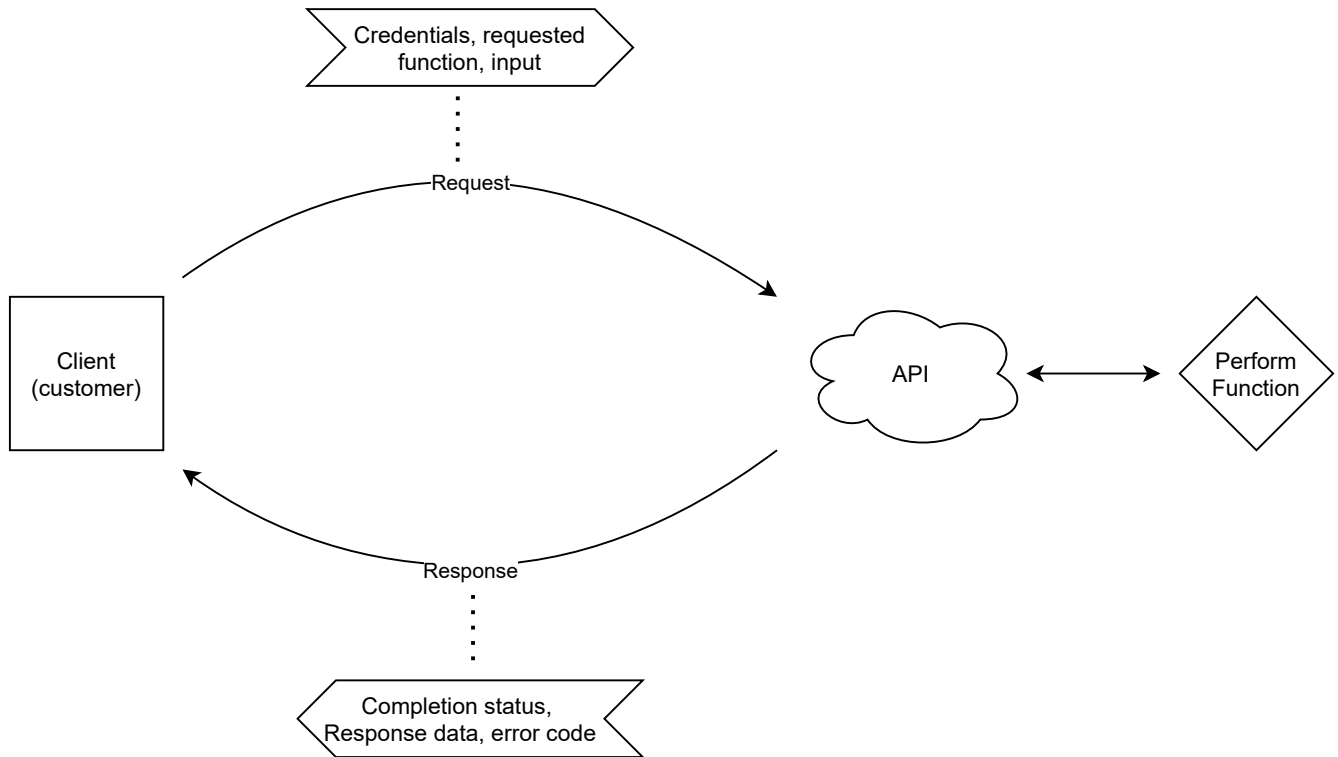 Credentials, requested
function, input
Request
Client
(customer)
API
Perform
Function
Response
Completion status,
Response data, error code